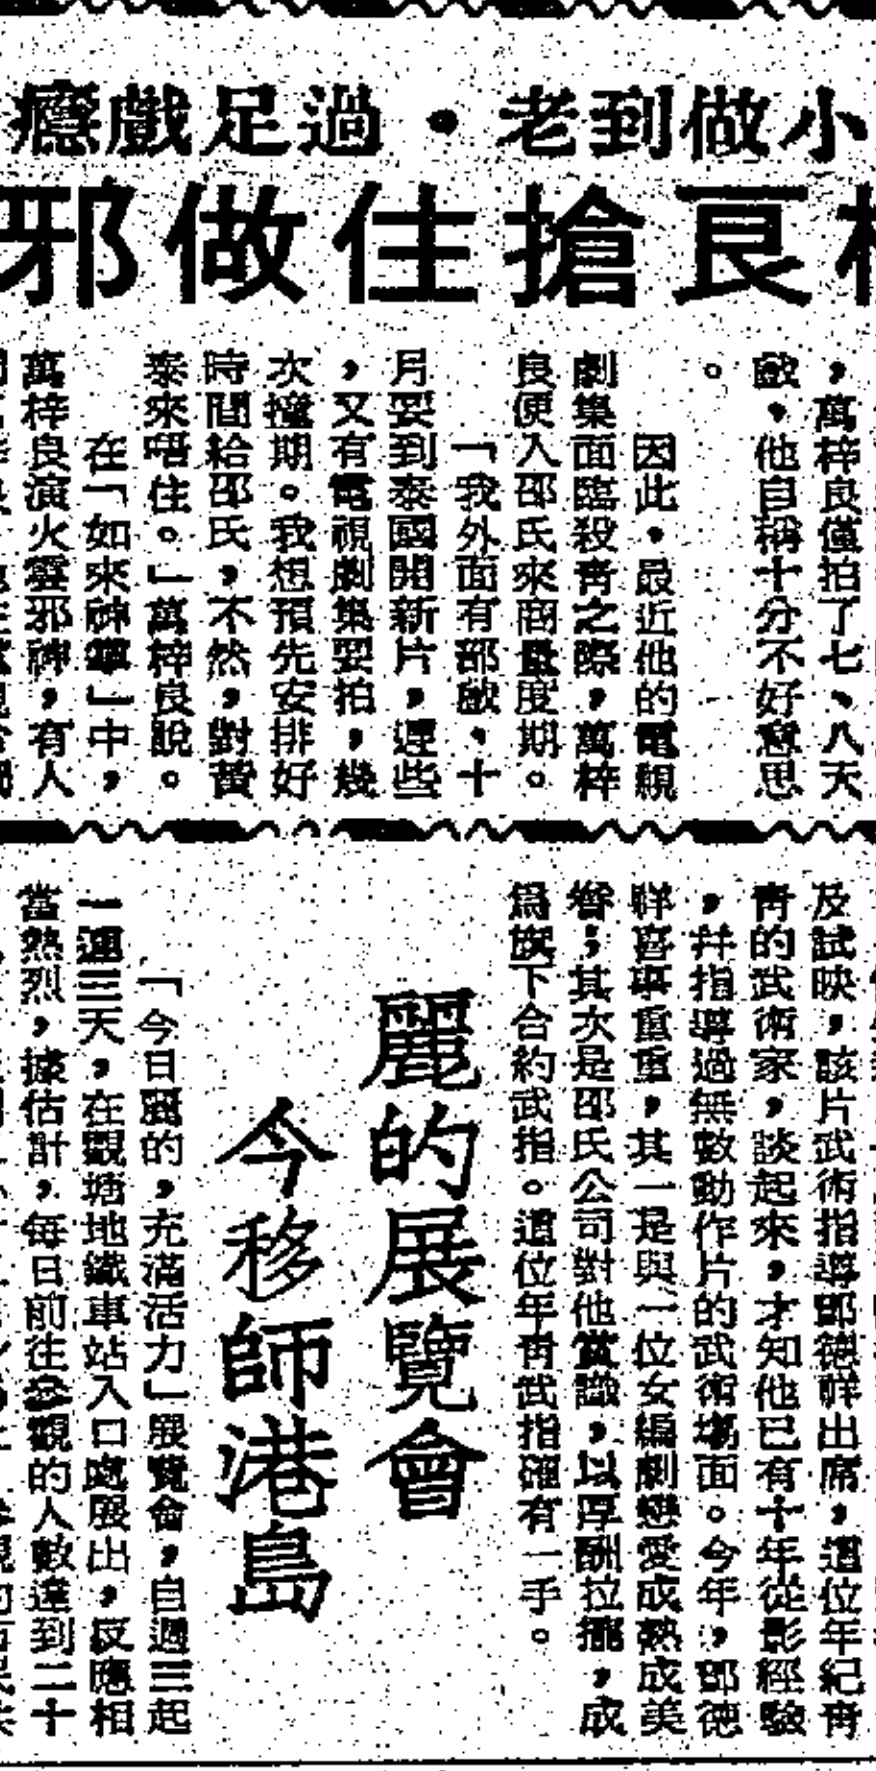 小做到老・過足戲癮
良搶住做邪
，萬梓良僅拍了七、八天
戲，他自稱十分不好意思
。
因此，最近他的電視
劇集面臨殺青之際，萬梓
良便入邵氏來商量度期。
「我外面有部戲，十
月要到泰國開新片，遲些
，又有電視劇集要拍，幾
次撞期。我想預先安排好
時間給邵氏，不然，對黃
泰來唔住。」萬梓良說。
在「如來神掌」中，
萬梓良演火雲邪神，有人
及試映，該片武術指導鄧德祥出席，這位年紀靑
靑的武術家，談起來，才知他已有十年從影經驗
，幷指導過無數動作片的武術場面。今年，鄧德
祥喜事重重，其一是與一位女編劇戀愛成熟成美
眷；其次是邵氏公司對他賞識，以厚酬拉攏，成
爲旗下合約武指。這位年靑武指確有一手。
麗的展覽會
今移師港島
「今日麗的，充滿活力」展覽會，自週三起
一連三天，在觀塘地鐵車站入口處展出，反應相
當熱烈，據估計，每日前往參觀的人數達到二十